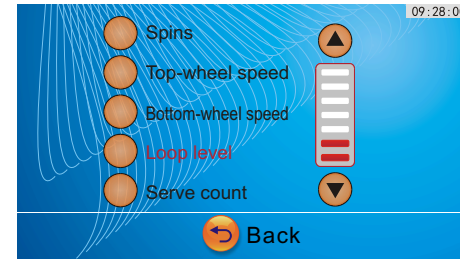 09:28:0
Spins
Top-wheel speed
Bottom-wheel speed
Loop level
Serve count
Back